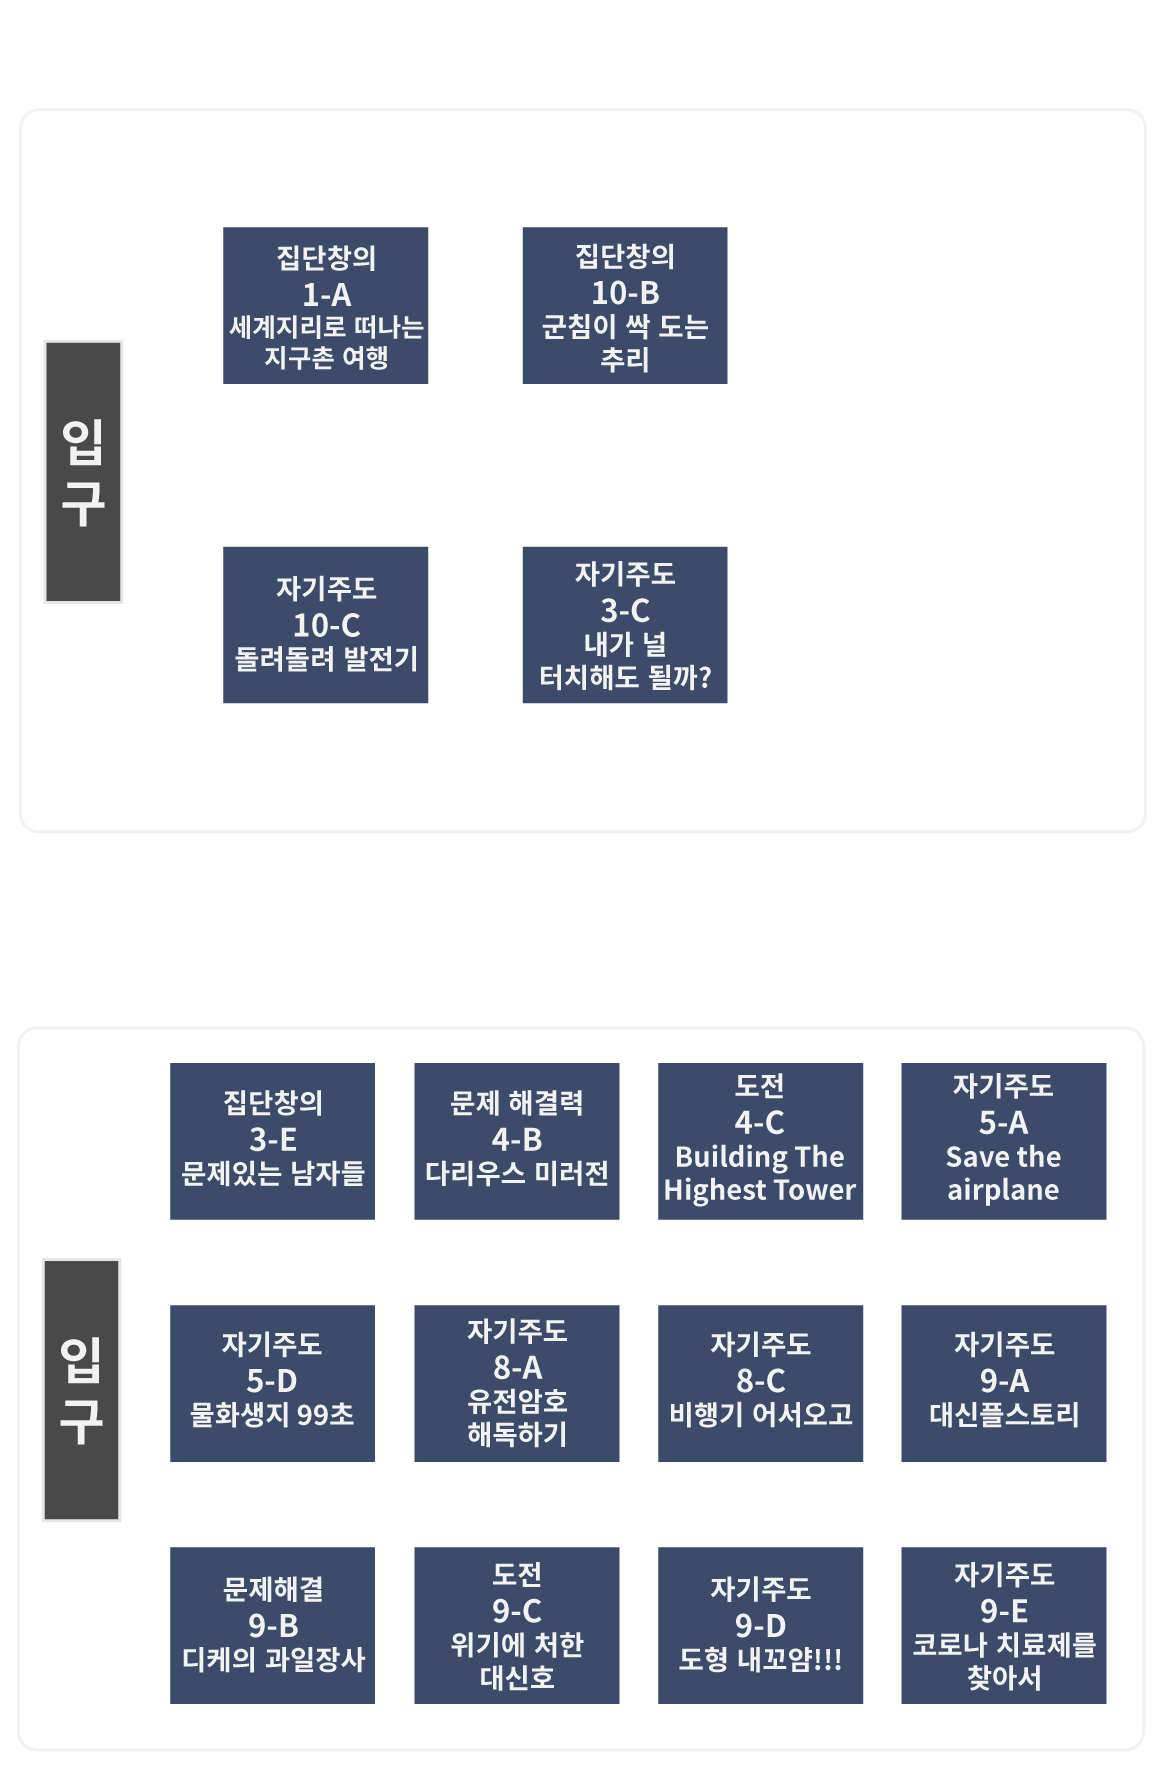 집단창의
1-A
세계지리로 떠나는
지구촌 여행
집단창의
10-B
군침이 싹 도는
추리
입
구
자기주도
10-C
돌려돌려 발전기
자기주도
3-C
내가 널
터치해도 될까?
집단창의
3-E
문제있는 남자들
문제 해결력
4-B
다리우스 미러전
도전
4-C
Building The
Highest Tower
자기주도
5-A
Save the
airplane
입
구
자기주도
5-D
물화생지 99초
자기주도
8-A
유전암호
해독하기
자기주도
8-C
비행기 어서오고
자기주도
9-A
대신플스토리
문제해결
9-B
디케의 과일장사
도전
9-C
위기에 처한
대신호
자기주도
9-D
도형 내꼬얌!!!
자기주도
9-E
코로나 치료제를
찾아서